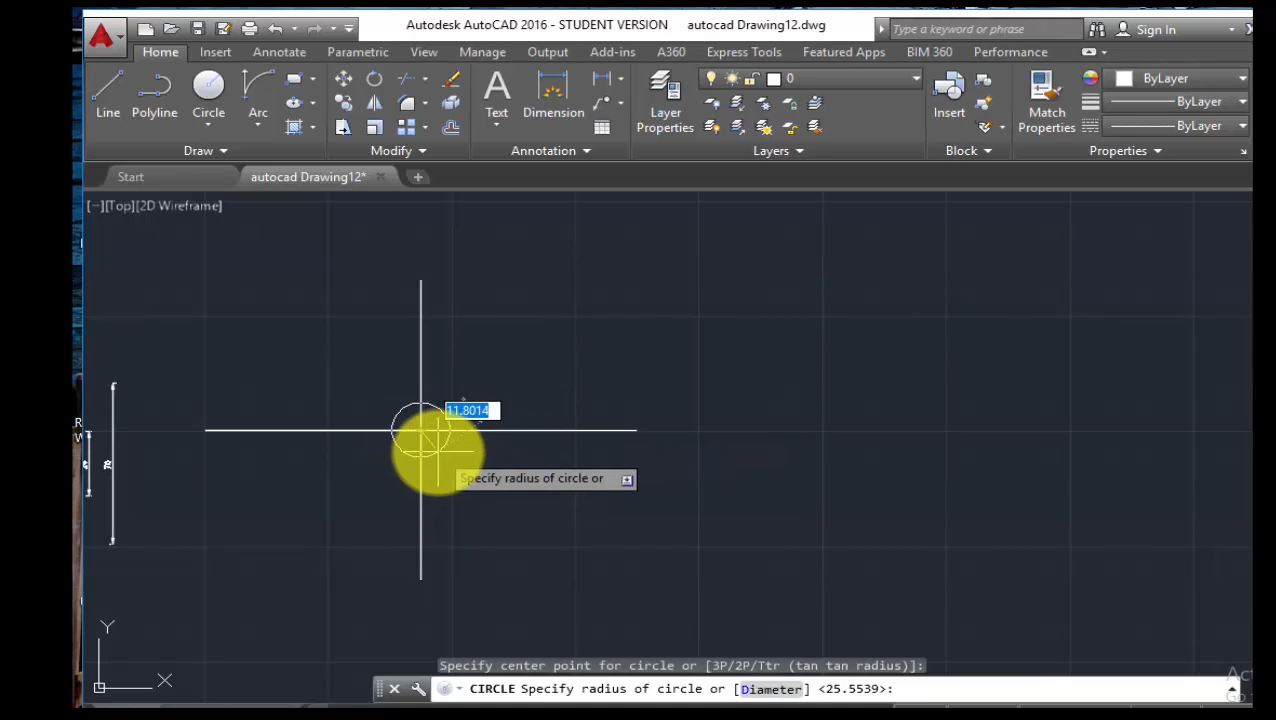 Autodesk AutoCAD 2016 - STUDENT VERSION autocad Drawing12.dwg
Type a keyword or phrase
Sign In
Home Insert Annotate Parametric View Manage Output Add-ins A360 Express Tools Featured Apps BIM 360 Performance
A
0
ByLayer
ByLayer
ByLayer
Line Polyline Circle Arc
Text Dimension
Layer
Properties
Insert
Match
Properties
Draw Modify Annotation Layers Block Properties
Start autocad Drawing12*
[−][Top][2D Wireframe]
11.8014
70
Specify radius of circle or
Y
X
Specify center point for circle or [3P/2P/Ttr (tan tan radius)]:
CIRCLE Specify radius of circle or [Diameter] <25.5539>: